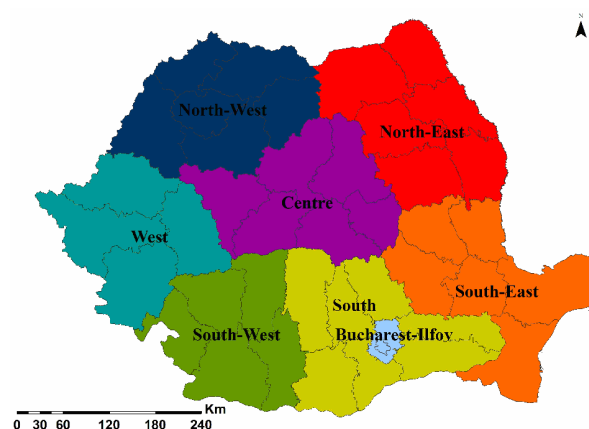 N
North-West
North-East
Centre
West
South-East
South
South-West
Bucharest-Ilfov
Km
0 30 60 120 180 240